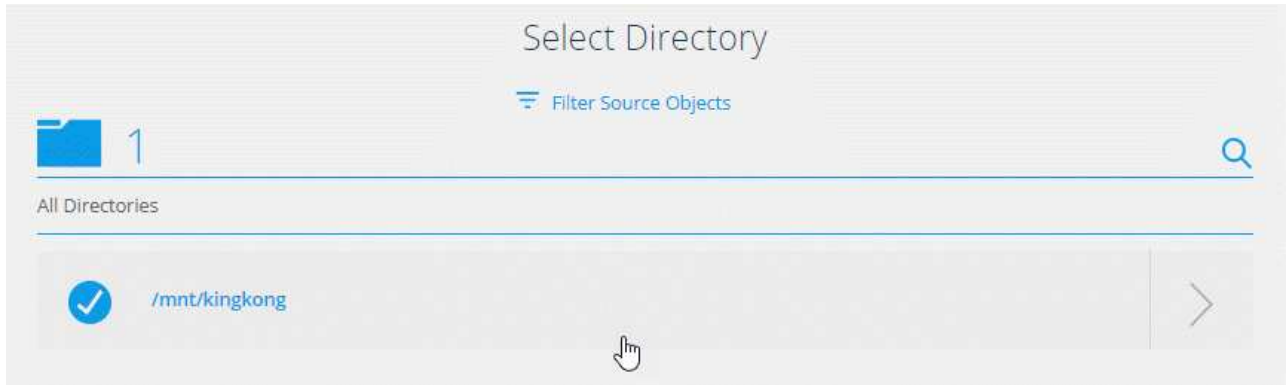 Select Directory
Filter Source Objects
1
All Directories
/mnt/kingkong